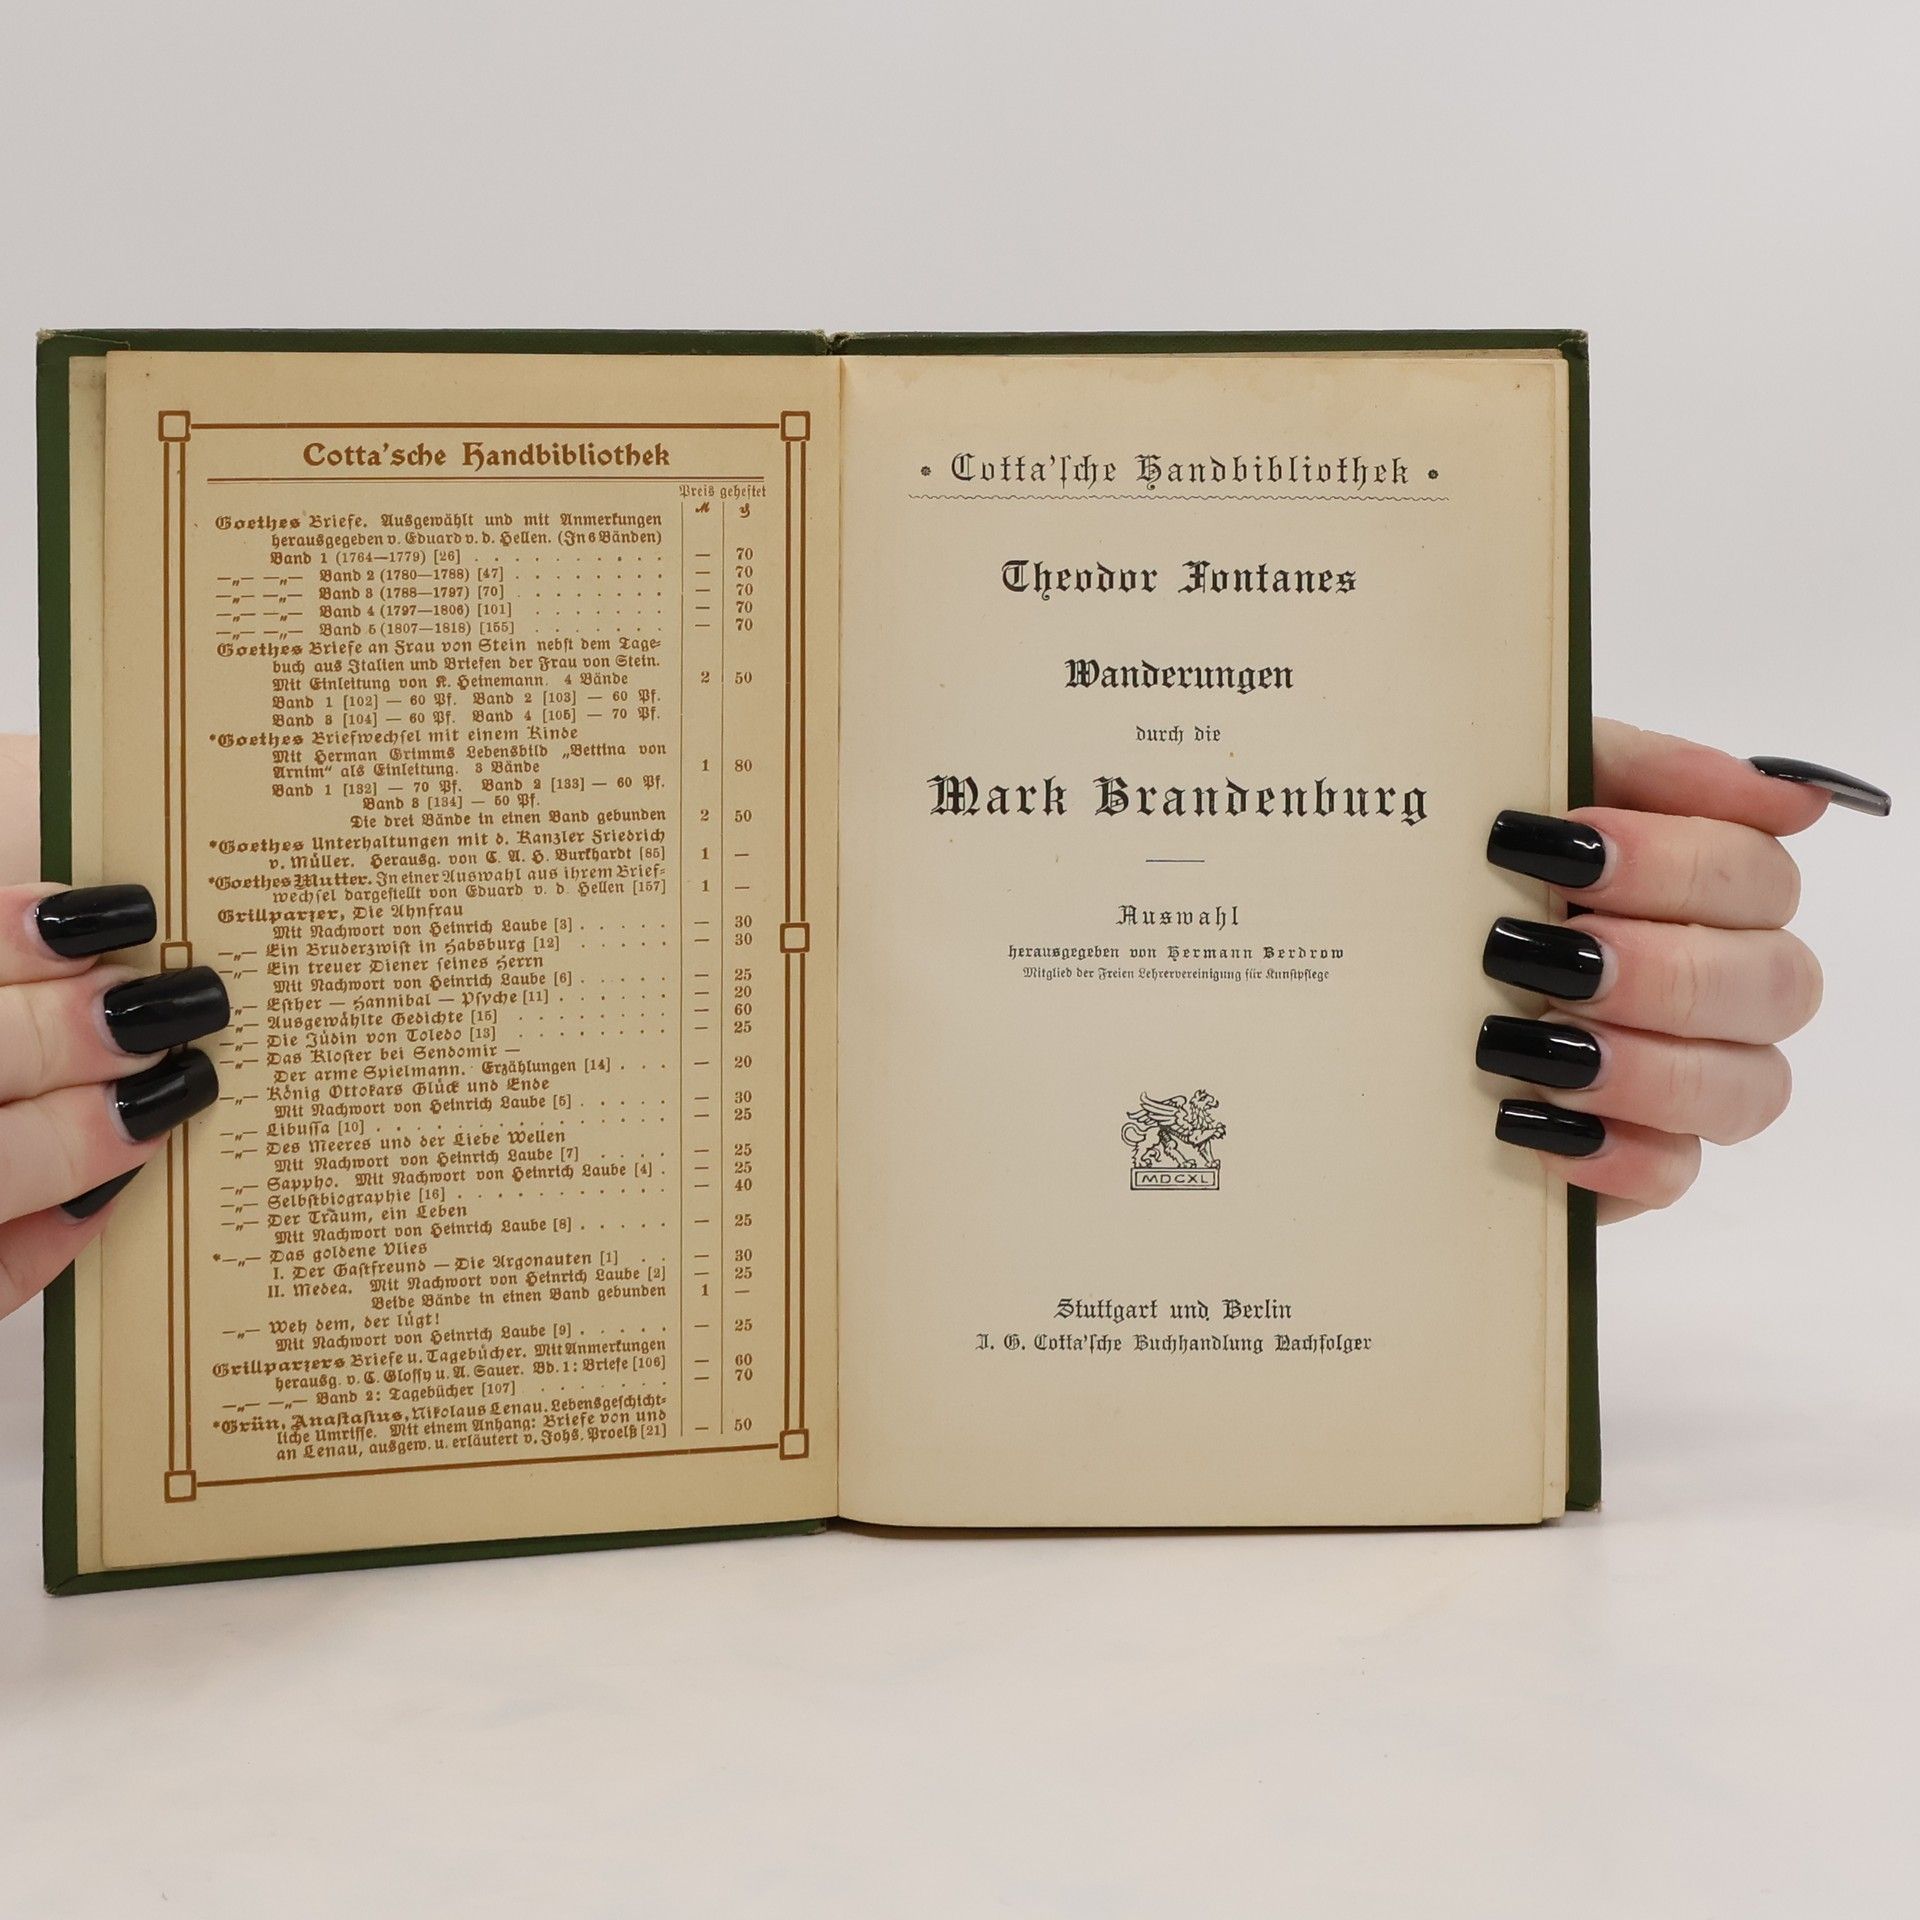 Cotta'sche Handbibliothek
Preis geheftet
M ₰
Goethes Briefe. Ausgewählt und mit Anmerkungen
herausgegeben v. Eduard v. d. Hellen. (In 6 Bänden)
Band 1 (1764—1779) [26] . . . . . . . . . — 70
—„— —„— Band 2 (1780—1788) [47] . . . . . . . . — 70
—„— —„— Band 3 (1788—1797) [70] . . . . . . . . — 70
—„— —„— Band 4 (1797—1806) [101] . . . . . . . — 70
—„— —„— Band 5 (1807—1818) [155] . . . . . . . — 70
Goethes Briefe an Frau von Stein nebst dem Tage-
buch aus Italien und Briefen der Frau von Stein.
Mit Einleitung von K. Heinemann. 4 Bände 2 50
Band 1 [102] — 60 Pf. Band 2 [103] — 60 Pf.
Band 3 [104] — 60 Pf. Band 4 [105] — 70 Pf.
*Goethes Briefwechsel mit einem Kinde
Mit Herman Grimms Lebensbild „Bettina von
Arnim“ als Einleitung. 3 Bände 1 80
Band 1 [132] — 70 Pf. Band 2 [133] — 60 Pf.
Band 3 [134] — 50 Pf.
Die drei Bände in einen Band gebunden 2 50
*Goethes Unterhaltungen mit d. Kanzler Friedrich
v. Müller. Herausg. von C. A. H. Burkhardt [85] 1 —
*Goethes Mutter. In einer Auswahl aus ihrem Brief-
wechsel dargestellt von Eduard v. d. Hellen [157] 1 —
Grillparzer, Die Ahnfrau
Mit Nachwort von Heinrich Laube [3] . . . . . — 30
—„— Ein Bruderzwist in Habsburg [12] . . . . . — 30
—„— Ein treuer Diener seines Herrn
Mit Nachwort von Heinrich Laube [6] . . . . . — 25
—„— Esther — Hannibal — Psyche [11] . . . . . . — 20
—„— Ausgewählte Gedichte [15] . . . . . . . . — 60
—„— Die Jüdin von Toledo [13] . . . . . . . . — 25
—„— Das Kloster bei Sendomir —
Der arme Spielmann. Erzählungen [14] . . . — 20
—„— König Ottokars Glück und Ende
Mit Nachwort von Heinrich Laube [5] . . . . . — 30
—„— Libussa [10] . . . . . . . . . . . . . — 25
—„— Des Meeres und der Liebe Wellen
Mit Nachwort von Heinrich Laube [7] . . . . — 25
—„— Sappho. Mit Nachwort von Heinrich Laube [4] . — 25
—„— Selbstbiographie [16] . . . . . . . . . . — 40
—„— Der Traum, ein Leben
Mit Nachwort von Heinrich Laube [8] . . . . . — 25
*—„— Das goldene Vlies
I. Der Gastfreund — Die Argonauten [1] . . — 30
II. Medea. Mit Nachwort von Heinrich Laube [2] — 25
Beide Bände in einen Band gebunden 1 —
—„— Weh dem, der lügt!
Mit Nachwort von Heinrich Laube [9] . . . . . — 25
Grillparzers Briefe u. Tagebücher. Mit Anmerkungen
herausg. v. C. Glossy u. A. Sauer. Bd. 1: Briefe [106] — 60
—„— —„— Band 2: Tagebücher [107] . . . . . . . — 70
*Grün, Anastasius, Nikolaus Lenau. Lebensgeschicht-
liche Umrisse. Mit einem Anhang: Briefe von und
an Lenau, ausgew. u. erläutert v. Johs. Proelß [21] — 50
Cotta'sche Handbibliothek
Theodor Fontanes
Wanderungen
durch die
Mark Brandenburg
Auswahl
herausgegeben von Hermann Berdrow
Mitglied der Freien Lehrervereinigung für Kunstpflege
MDCXL
Stuttgart und Berlin
J. G. Cotta'sche Buchhandlung Nachfolger